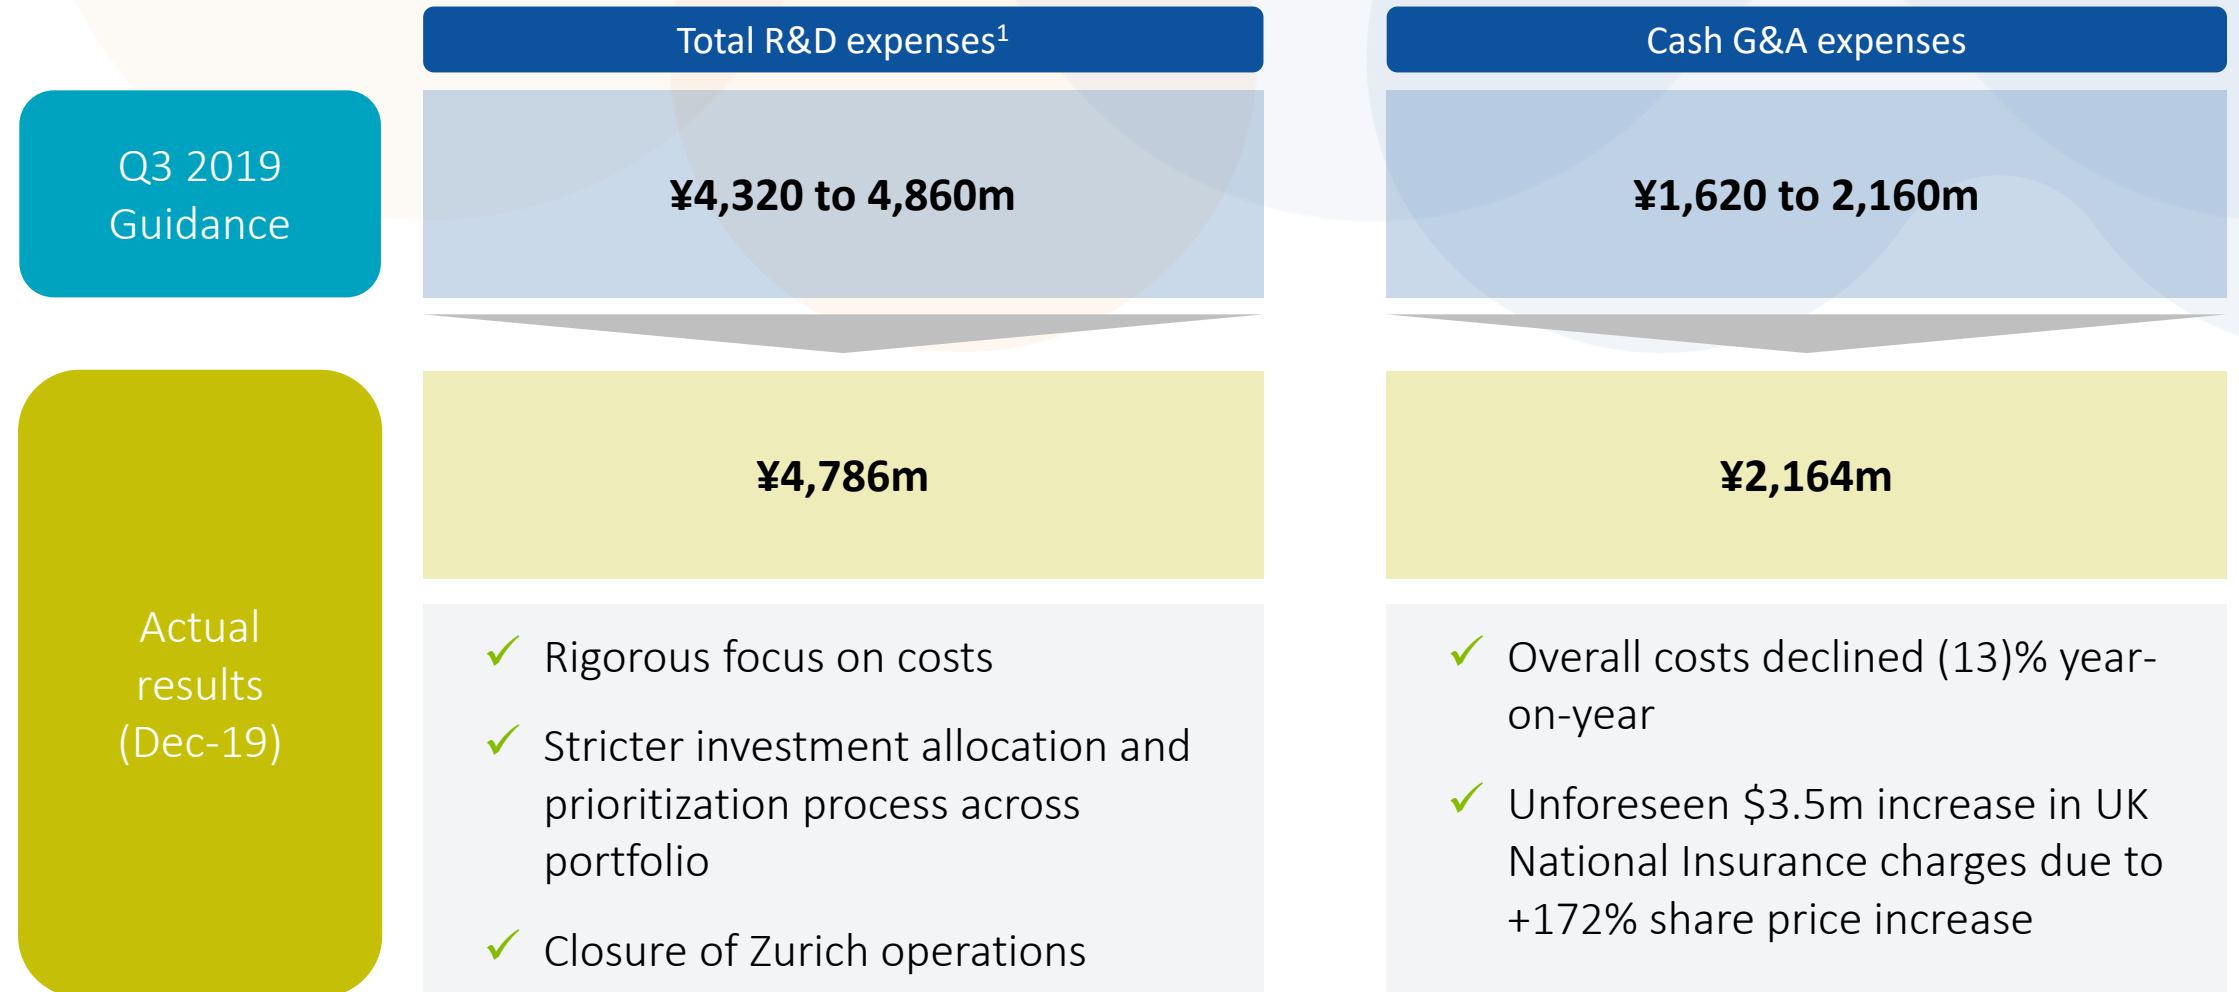 Total R&D expenses¹
Cash G&A expenses
Q3 2019
Guidance
¥4,320 to 4,860m
¥1,620 to 2,160m
Actual
results
(Dec-19)
¥4,786m
¥2,164m
✓ Rigorous focus on costs
✓ Stricter investment allocation and
prioritization process across
portfolio
✓ Closure of Zurich operations
✓ Overall costs declined (13)% year-
on-year
✓ Unforeseen $3.5m increase in UK
National Insurance charges due to
+172% share price increase